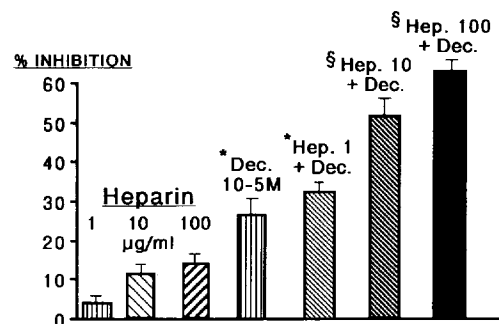 % INHIBITION
60
50
40
30
20
10
0
Heparin
1 10 100
µg/ml
*Dec.
10-5M
*Hep. 1
+ Dec.
§ Hep. 10
+ Dec.
§ Hep. 100
+ Dec.